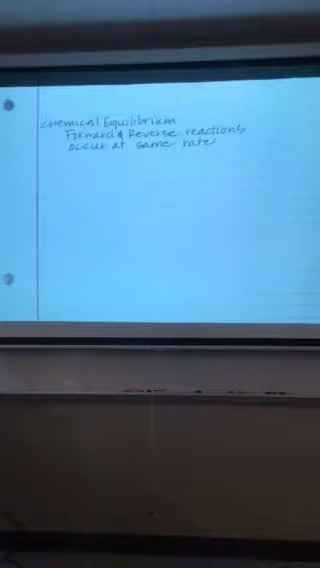 Chemical Equilibrium
Forward & Reverse reactions
occur at same rate